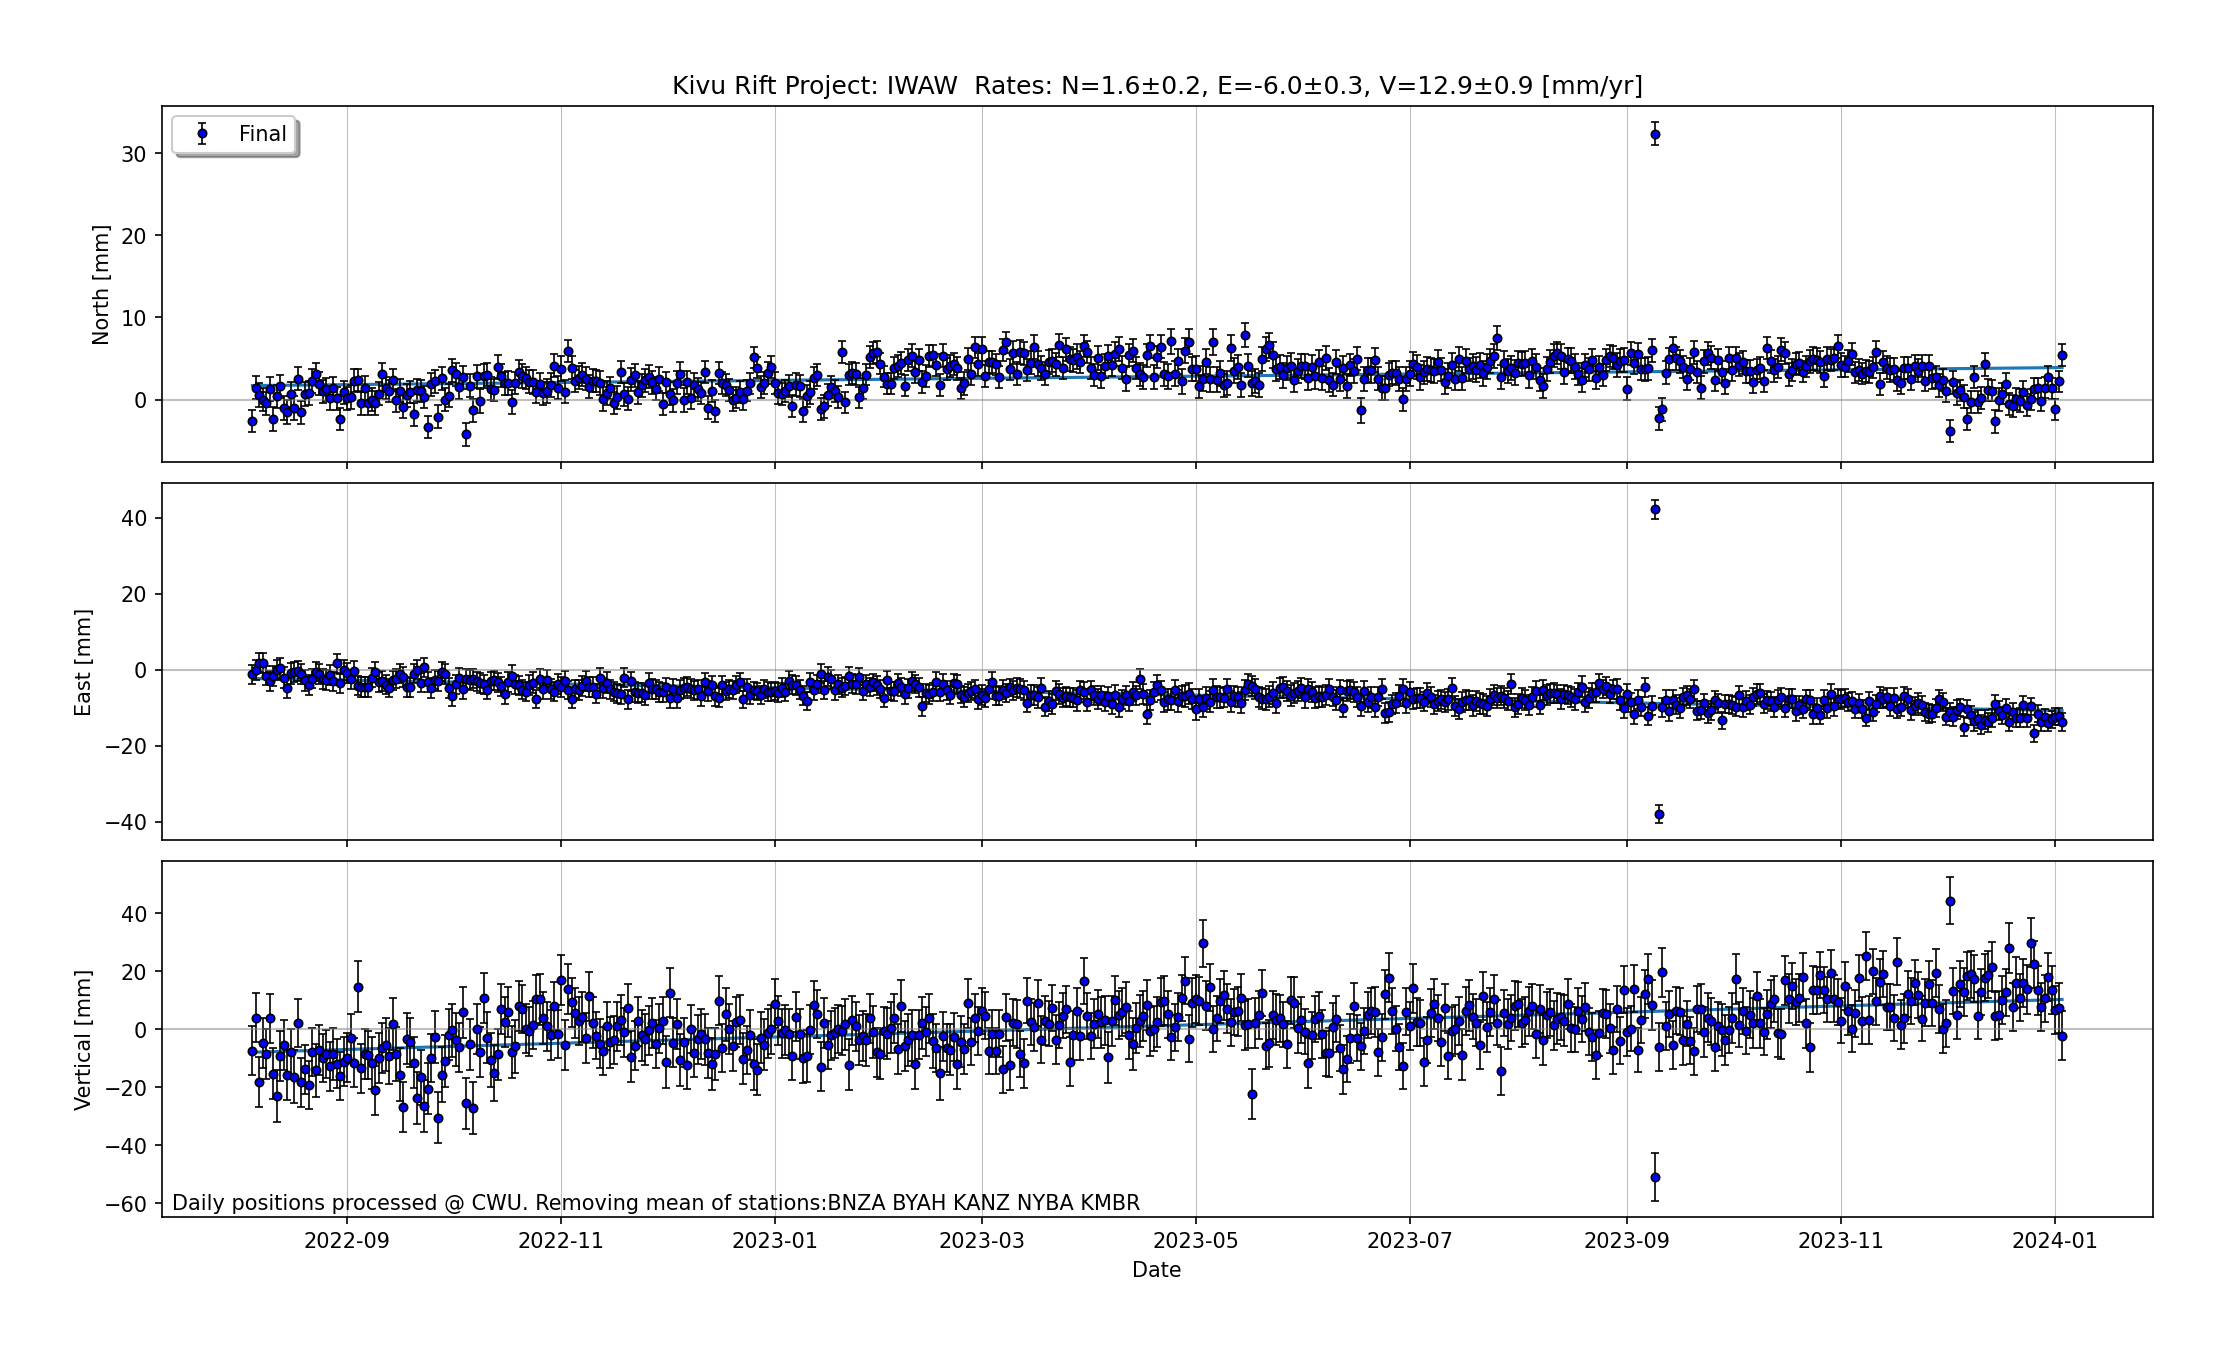 Kivu Rift Project: IWAW  Rates: N=1.6±0.2, E=-6.0±0.3, V=12.9±0.9 [mm/yr]
Final
North [mm]
30
20
10
0
East [mm]
40
20
0
−20
−40
Vertical [mm]
40
20
0
−20
−40
−60
Daily positions processed @ CWU. Removing mean of stations:BNZA BYAH KANZ NYBA KMBR
2022-09 2022-11 2023-01 2023-03 2023-05 2023-07 2023-09 2023-11 2024-01
Date